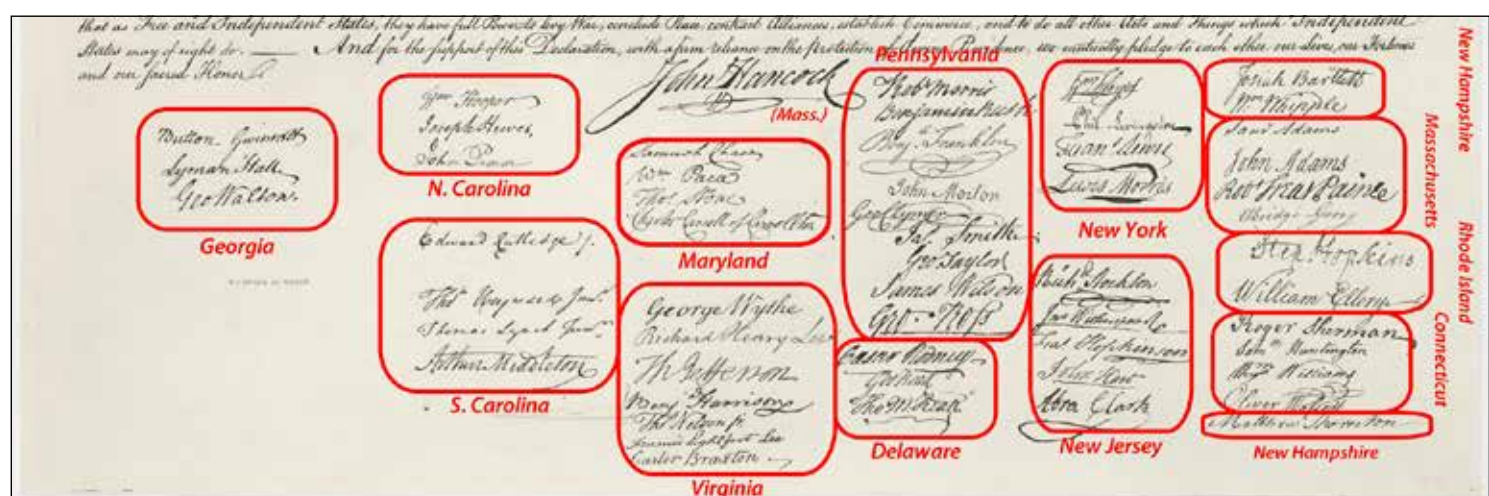 that as Free and Independent States, they have full Power to levy War, conclude Peace, contract Alliances, establish Commerce, and to do all other Acts and Things which Independent
States may of right do. — And for the support of this Declaration, with a firm reliance on the protection of Providence, we mutually pledge to each other our Lives, our Fortunes
and our sacred Honor
Button Gwinnett
Lyman Hall
Geo Walton.
Georgia
Wm Hooper
Joseph Hewes,
John Penn
N. Carolina
Edward Rutledge /.
Thos Heyward Junr.
Thomas Lynch Junr.
Arthur Middleton
S. Carolina
John Hancock
(Mass.)
Samuel Chase
Wm Paca
Thos Stone
Charles Carroll of Carrollton
Maryland
George Wythe
Richard Henry Lee
Th Jefferson
Benj Harrison
Thos Nelson jr.
Francis Lightfoot Lee
Carter Braxton
Virginia
Pennsylvania
Robt Morris
Benjamin Rush
Benj Franklin
John Morton
Geo Clymer
Jas Smith
Geo Taylor
James Wilson
Geo. Ross
Caesar Rodney
Geo Read
Tho M:Kean
Delaware
Wm Floyd
Phil. Livingston
Frans Lewis
Lewis Morris
New York
Richd Stockton
Jno Witherspoon
Fras Hopkinson
John Hart
Abra Clark
New Jersey
Josiah Bartlett
Wm Whipple
Saml Adams
John Adams
Robt Treat Paine
Elbridge Gerry
Step Hopkins
William Ellery
Roger Sherman
Saml Huntington
Wm Williams
Oliver Wolcott
Matthew Thornton
New Hampshire
New Hampshire
Massachusetts
Rhode Island
Connecticut